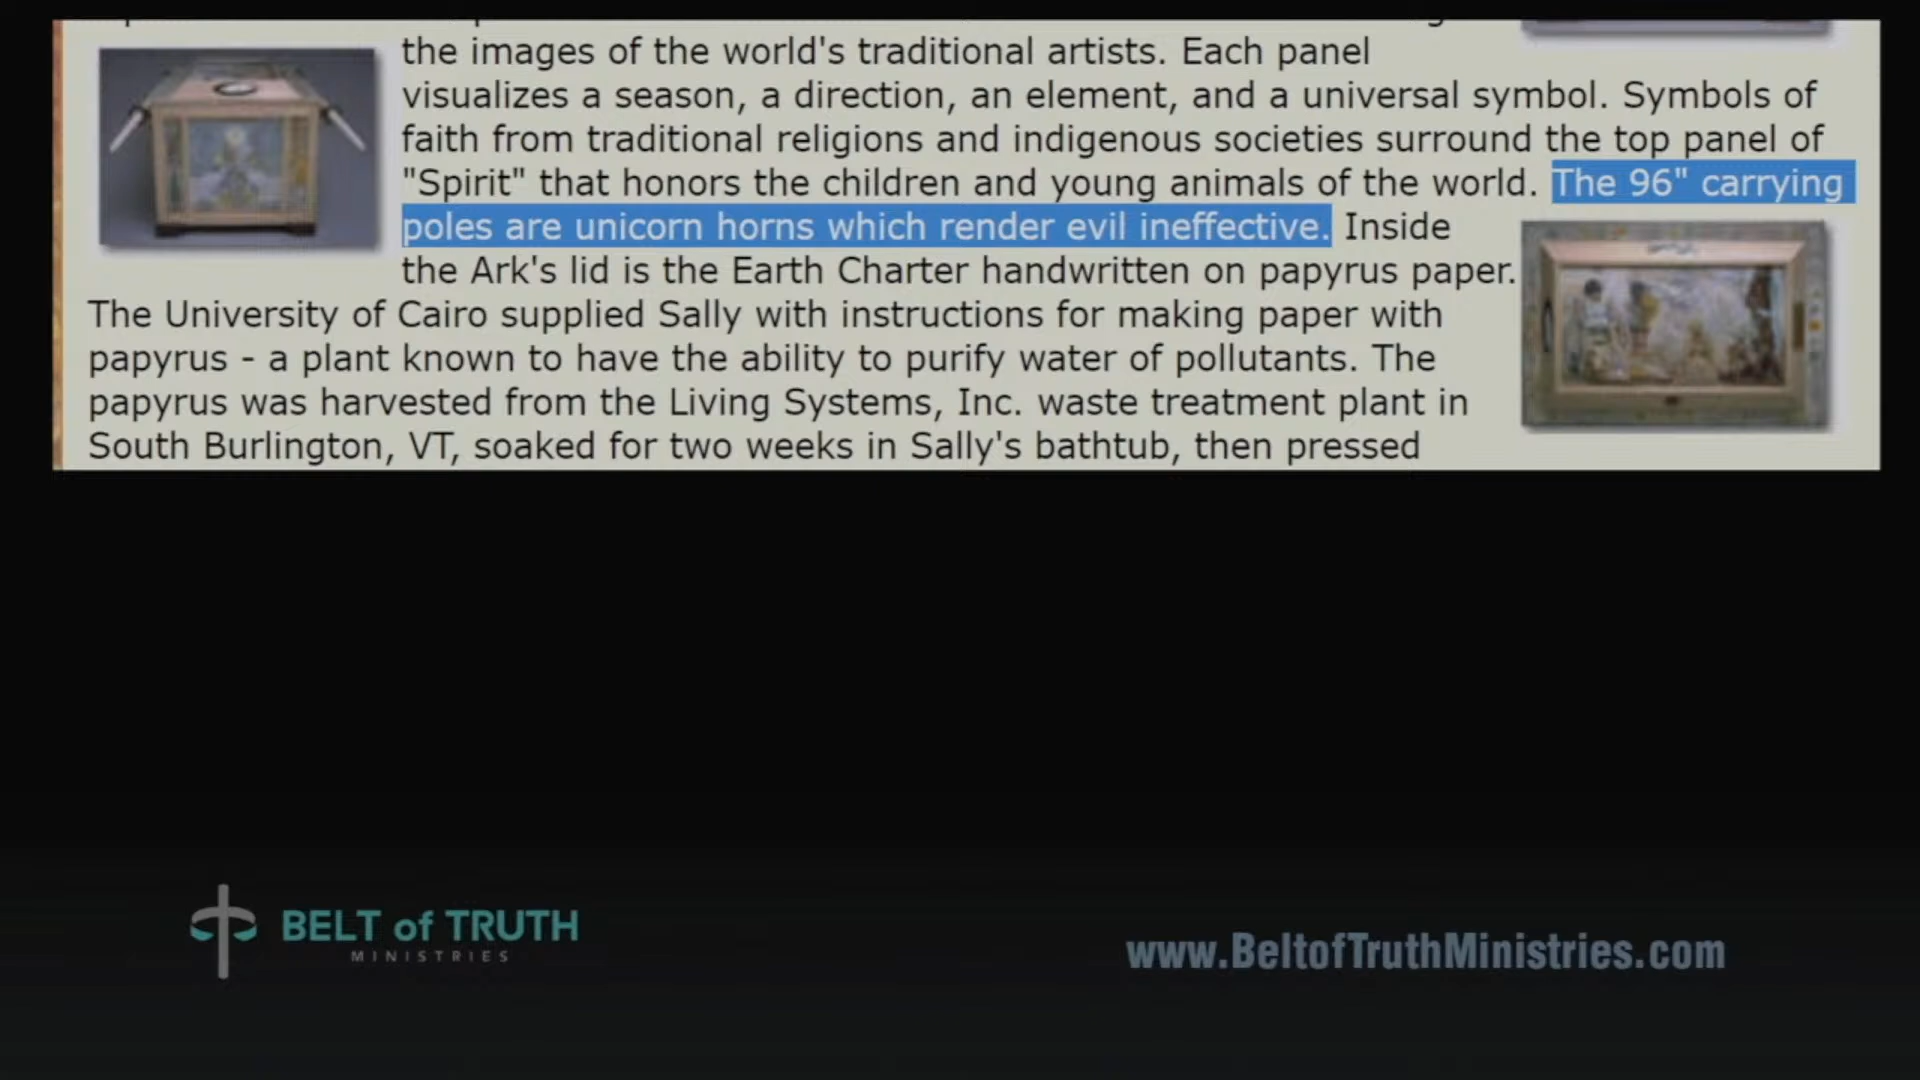 the images of the world's traditional artists. Each panel
visualizes a season, a direction, an element, and a universal symbol. Symbols of
faith from traditional religions and indigenous societies surround the top panel of
"Spirit" that honors the children and young animals of the world. The 96" carrying
poles are unicorn horns which render evil ineffective. Inside
the Ark's lid is the Earth Charter handwritten on papyrus paper.
The University of Cairo supplied Sally with instructions for making paper with
papyrus - a plant known to have the ability to purify water of pollutants. The
papyrus was harvested from the Living Systems, Inc. waste treatment plant in
South Burlington, VT, soaked for two weeks in Sally's bathtub, then pressed
BELT of TRUTH
MINISTRIES
www.BeltofTruthMinistries.com